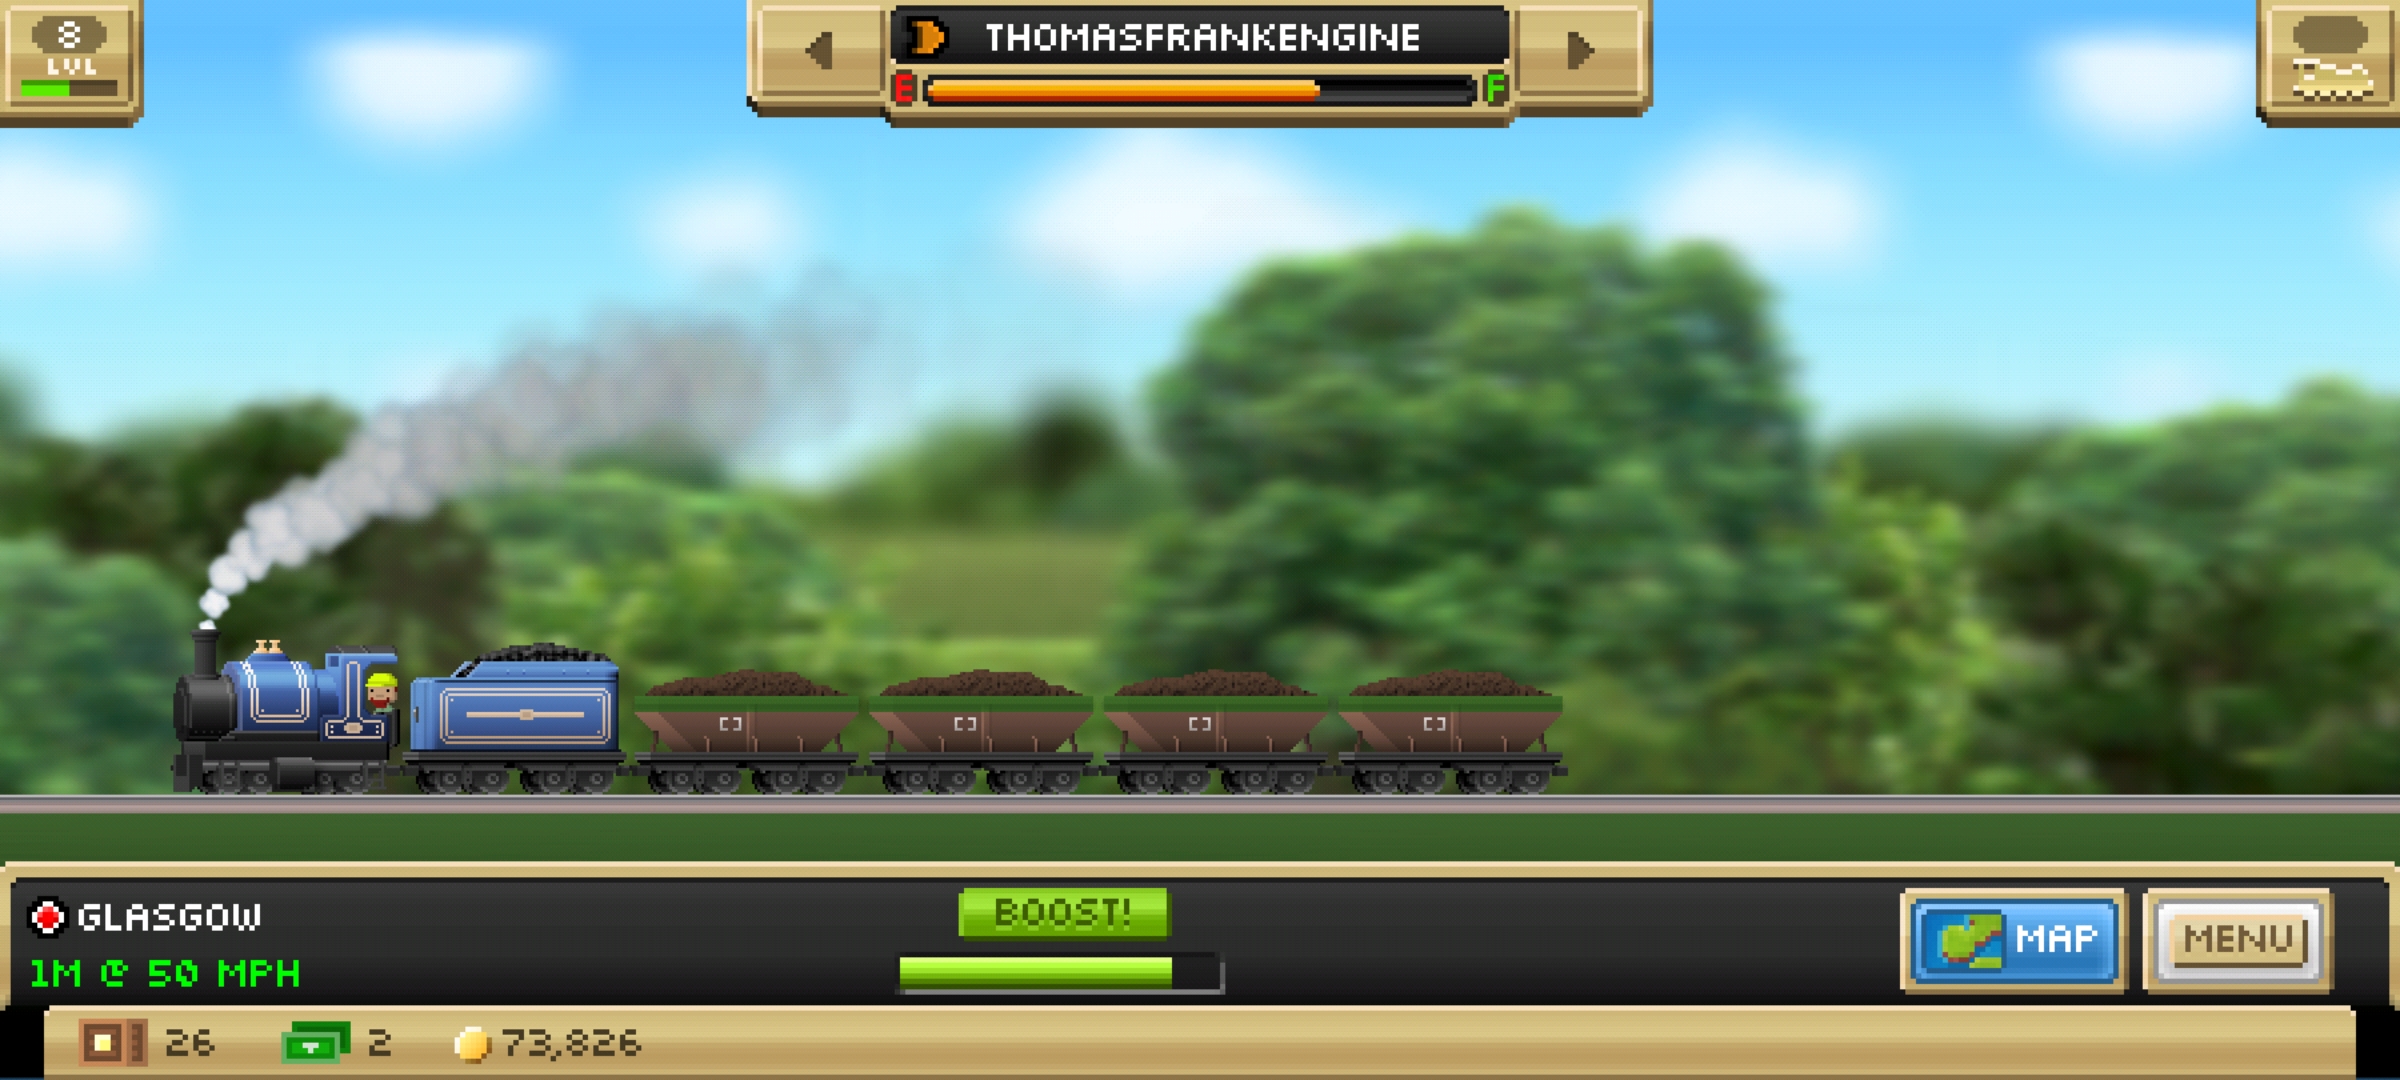 8
LVL
THOMASFRANKENGINE
E F
GLASGOW
1M @ 50 MPH
BOOST!
MAP
MENU
26 2 73,826